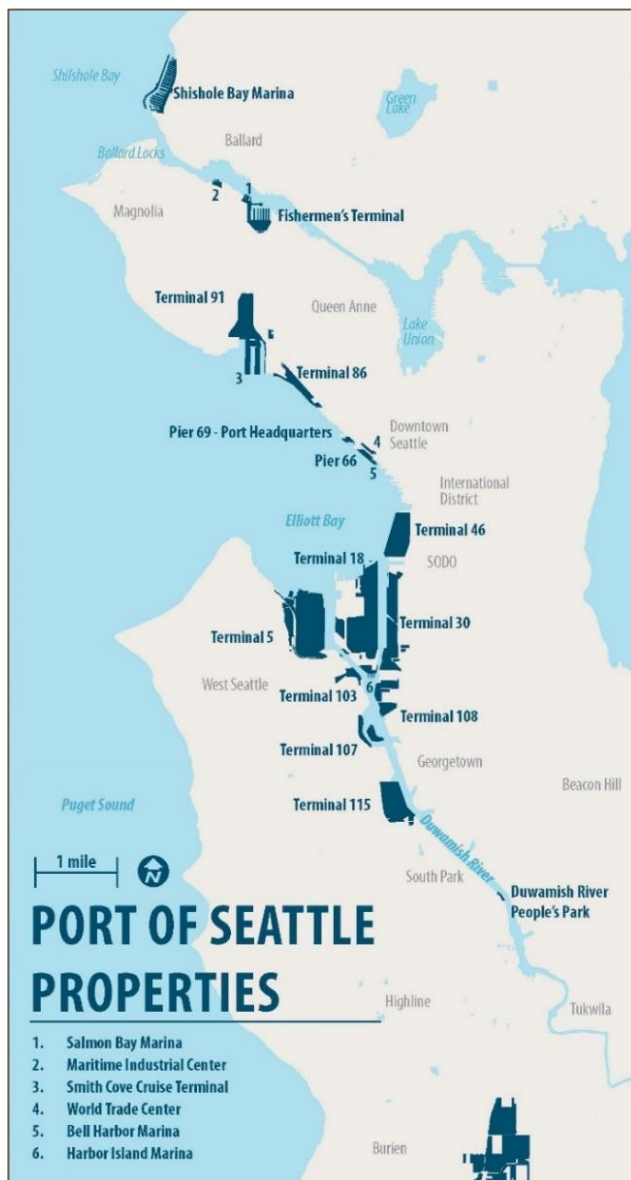 Shilshole Bay
Shishole Bay Marina
Green
Lake
Ballard
Ballard Locks
2
1
Magnolia
Fishermen's Terminal
Terminal 91
Queen Anne
Lake
Union
3
Terminal 86
Pier 69 - Port Headquarters
4
Downtown
Seattle
Pier 66
5
International
District
Elliott Bay
Terminal 46
Terminal 18
SODO
Terminal 5
Terminal 30
West Seattle
6
Terminal 103
Terminal 108
Terminal 107
Georgetown
Beacon Hill
Terminal 115
Puget Sound
Duwamish River
1 mile
N
South Park
Duwamish River
People's Park
PORT OF SEATTLE
PROPERTIES
Highline
Tukwila
1. Salmon Bay Marina
2. Maritime Industrial Center
3. Smith Cove Cruise Terminal
4. World Trade Center
5. Bell Harbor Marina
6. Harbor Island Marina
Burien